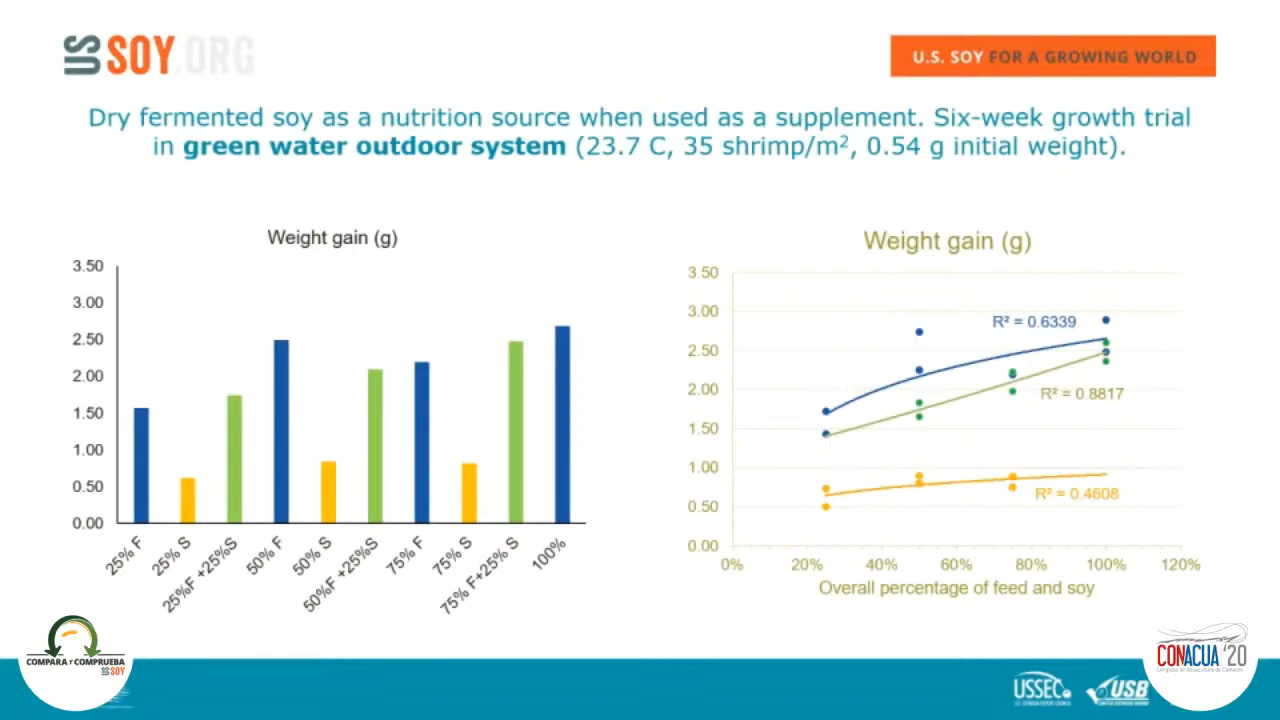 US SOY.ORG
U.S. SOY FOR A GROWING WORLD
Dry fermented soy as a nutrition source when used as a supplement. Six-week growth trial
in green water outdoor system (23.7 C, 35 shrimp/m², 0.54 g initial weight).
Weight gain (g)
3.50
3.00
2.50
2.00
1.50
1.00
0.50
0.00
25% F
25% S
25%F +25%S
50% F
50% S
50%F +25%S
75% F
75% S
75% F+25% S
100%
Weight gain (g)
3.50
3.00
2.50
2.00
1.50
1.00
0.50
0.00
R² = 0.6339
R² = 0.8817
R² = 0.4608
0% 20% 40% 60% 80% 100% 120%
Overall percentage of feed and soy
COMPARA Y COMPRUEBA
US SOY
USSEC
USB
CONACUA '20